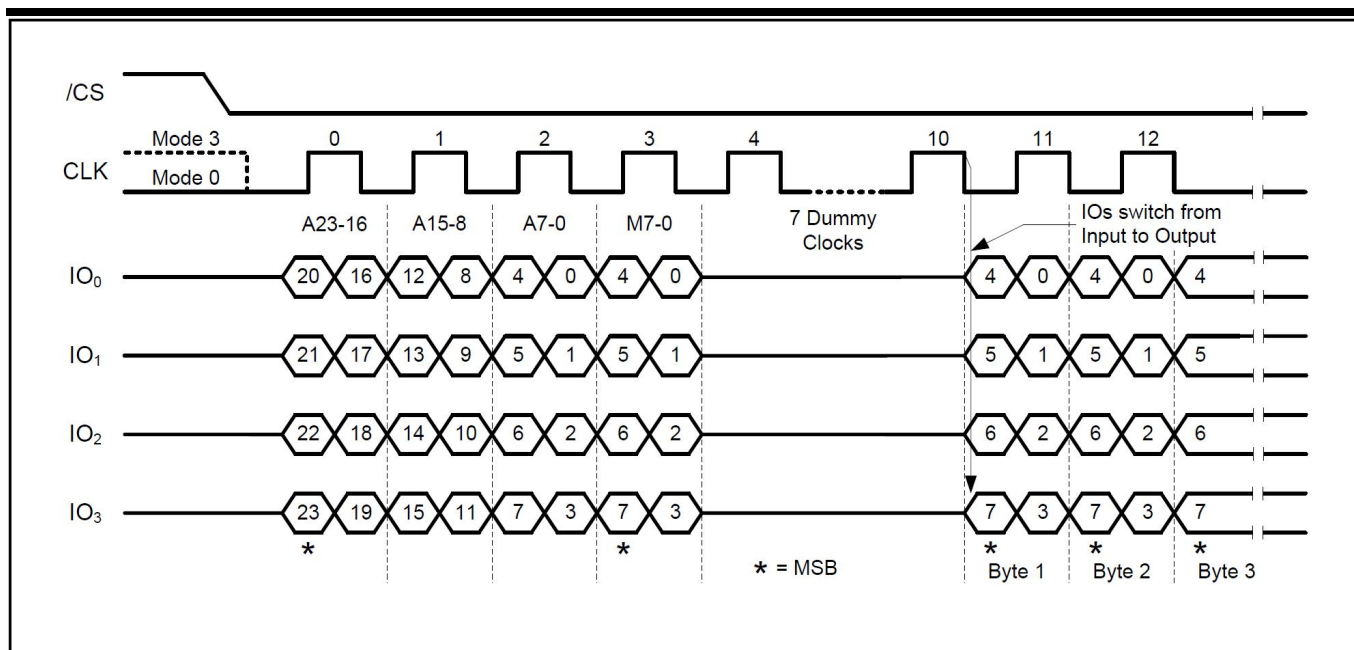 /CS
Mode 3
0 1 2 3 4 10 11 12
CLK
Mode 0
A23-16 A15-8 A7-0 M7-0
7 Dummy
Clocks
IOs switch from
Input to Output
IO0 20 16 12 8 4 0 4 0 4 0 4 0 4
IO1 21 17 13 9 5 1 5 1 5 1 5 1 5
IO2 22 18 14 10 6 2 6 2 6 2 6 2 6
IO3 23 19 15 11 7 3 7 3 7 3 7 3 7
* * * * *
* = MSB
Byte 1 Byte 2 Byte 3